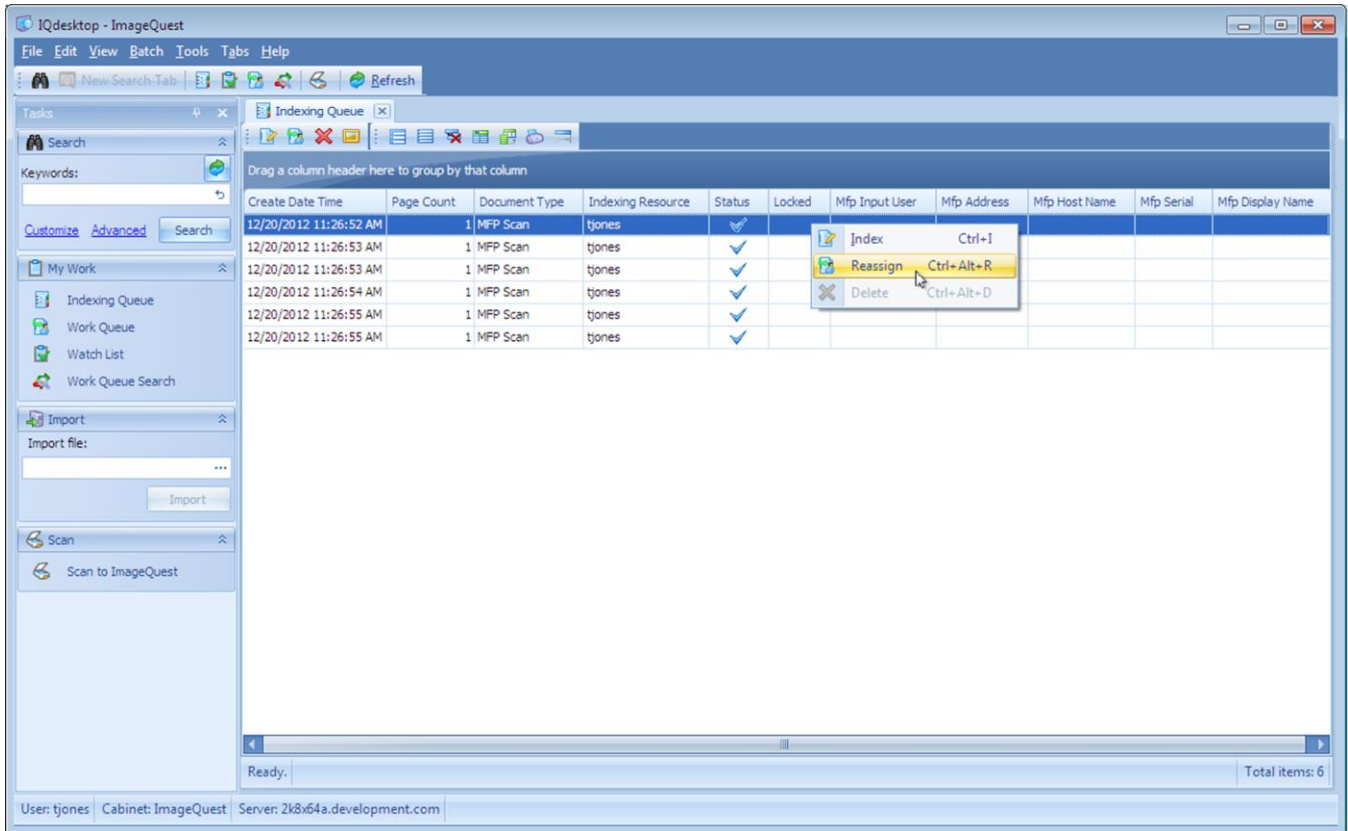 IQdesktop - ImageQuest
File Edit View Batch Tools Tabs Help
New Search Tab Refresh
Tasks
Indexing Queue
Search
Keywords:
Customize Advanced Search
My Work
Indexing Queue
Work Queue
Watch List
Work Queue Search
Import
Import file:
...
Import
Scan
Scan to ImageQuest
Drag a column header here to group by that column
Create Date Time Page Count Document Type Indexing Resource Status Locked Mfp Input User Mfp Address Mfp Host Name Mfp Serial Mfp Display Name
12/20/2012 11:26:52 AM 1 MFP Scan tjones
12/20/2012 11:26:53 AM 1 MFP Scan tjones
12/20/2012 11:26:53 AM 1 MFP Scan tjones
12/20/2012 11:26:54 AM 1 MFP Scan tjones
12/20/2012 11:26:55 AM 1 MFP Scan tjones
12/20/2012 11:26:55 AM 1 MFP Scan tjones
Index Ctrl+I
Reassign Ctrl+Alt+R
Delete Ctrl+Alt+D
Ready. Total items: 6
User: tjones Cabinet: ImageQuest Server: 2k8x64a.development.com